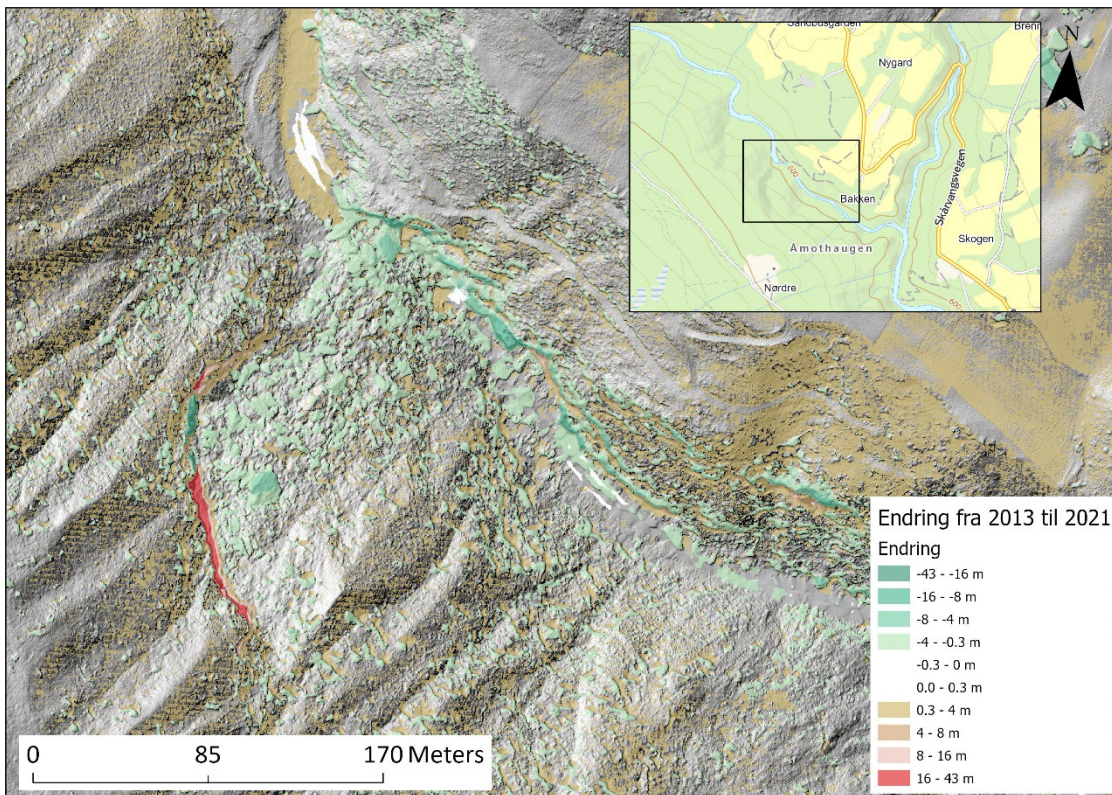 Sandbusgarden
Brenn
N
Nygard
600
Bakken
Skårvangsvegen
Åmothaugen
Skogen
Nørdre
600
Endring fra 2013 til 2021
Endring
-43 - -16 m
-16 - -8 m
-8 - -4 m
-4 - -0.3 m
-0.3 - 0 m
0.0 - 0.3 m
0.3 - 4 m
4 - 8 m
8 - 16 m
16 - 43 m
0 85 170 Meters